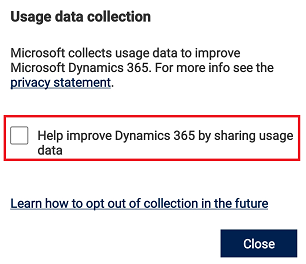 Usage data collection
Microsoft collects usage data to improve
Microsoft Dynamics 365. For more info see the
privacy statement.
Help improve Dynamics 365 by sharing usage
data
Learn how to opt out of collection in the future
Close